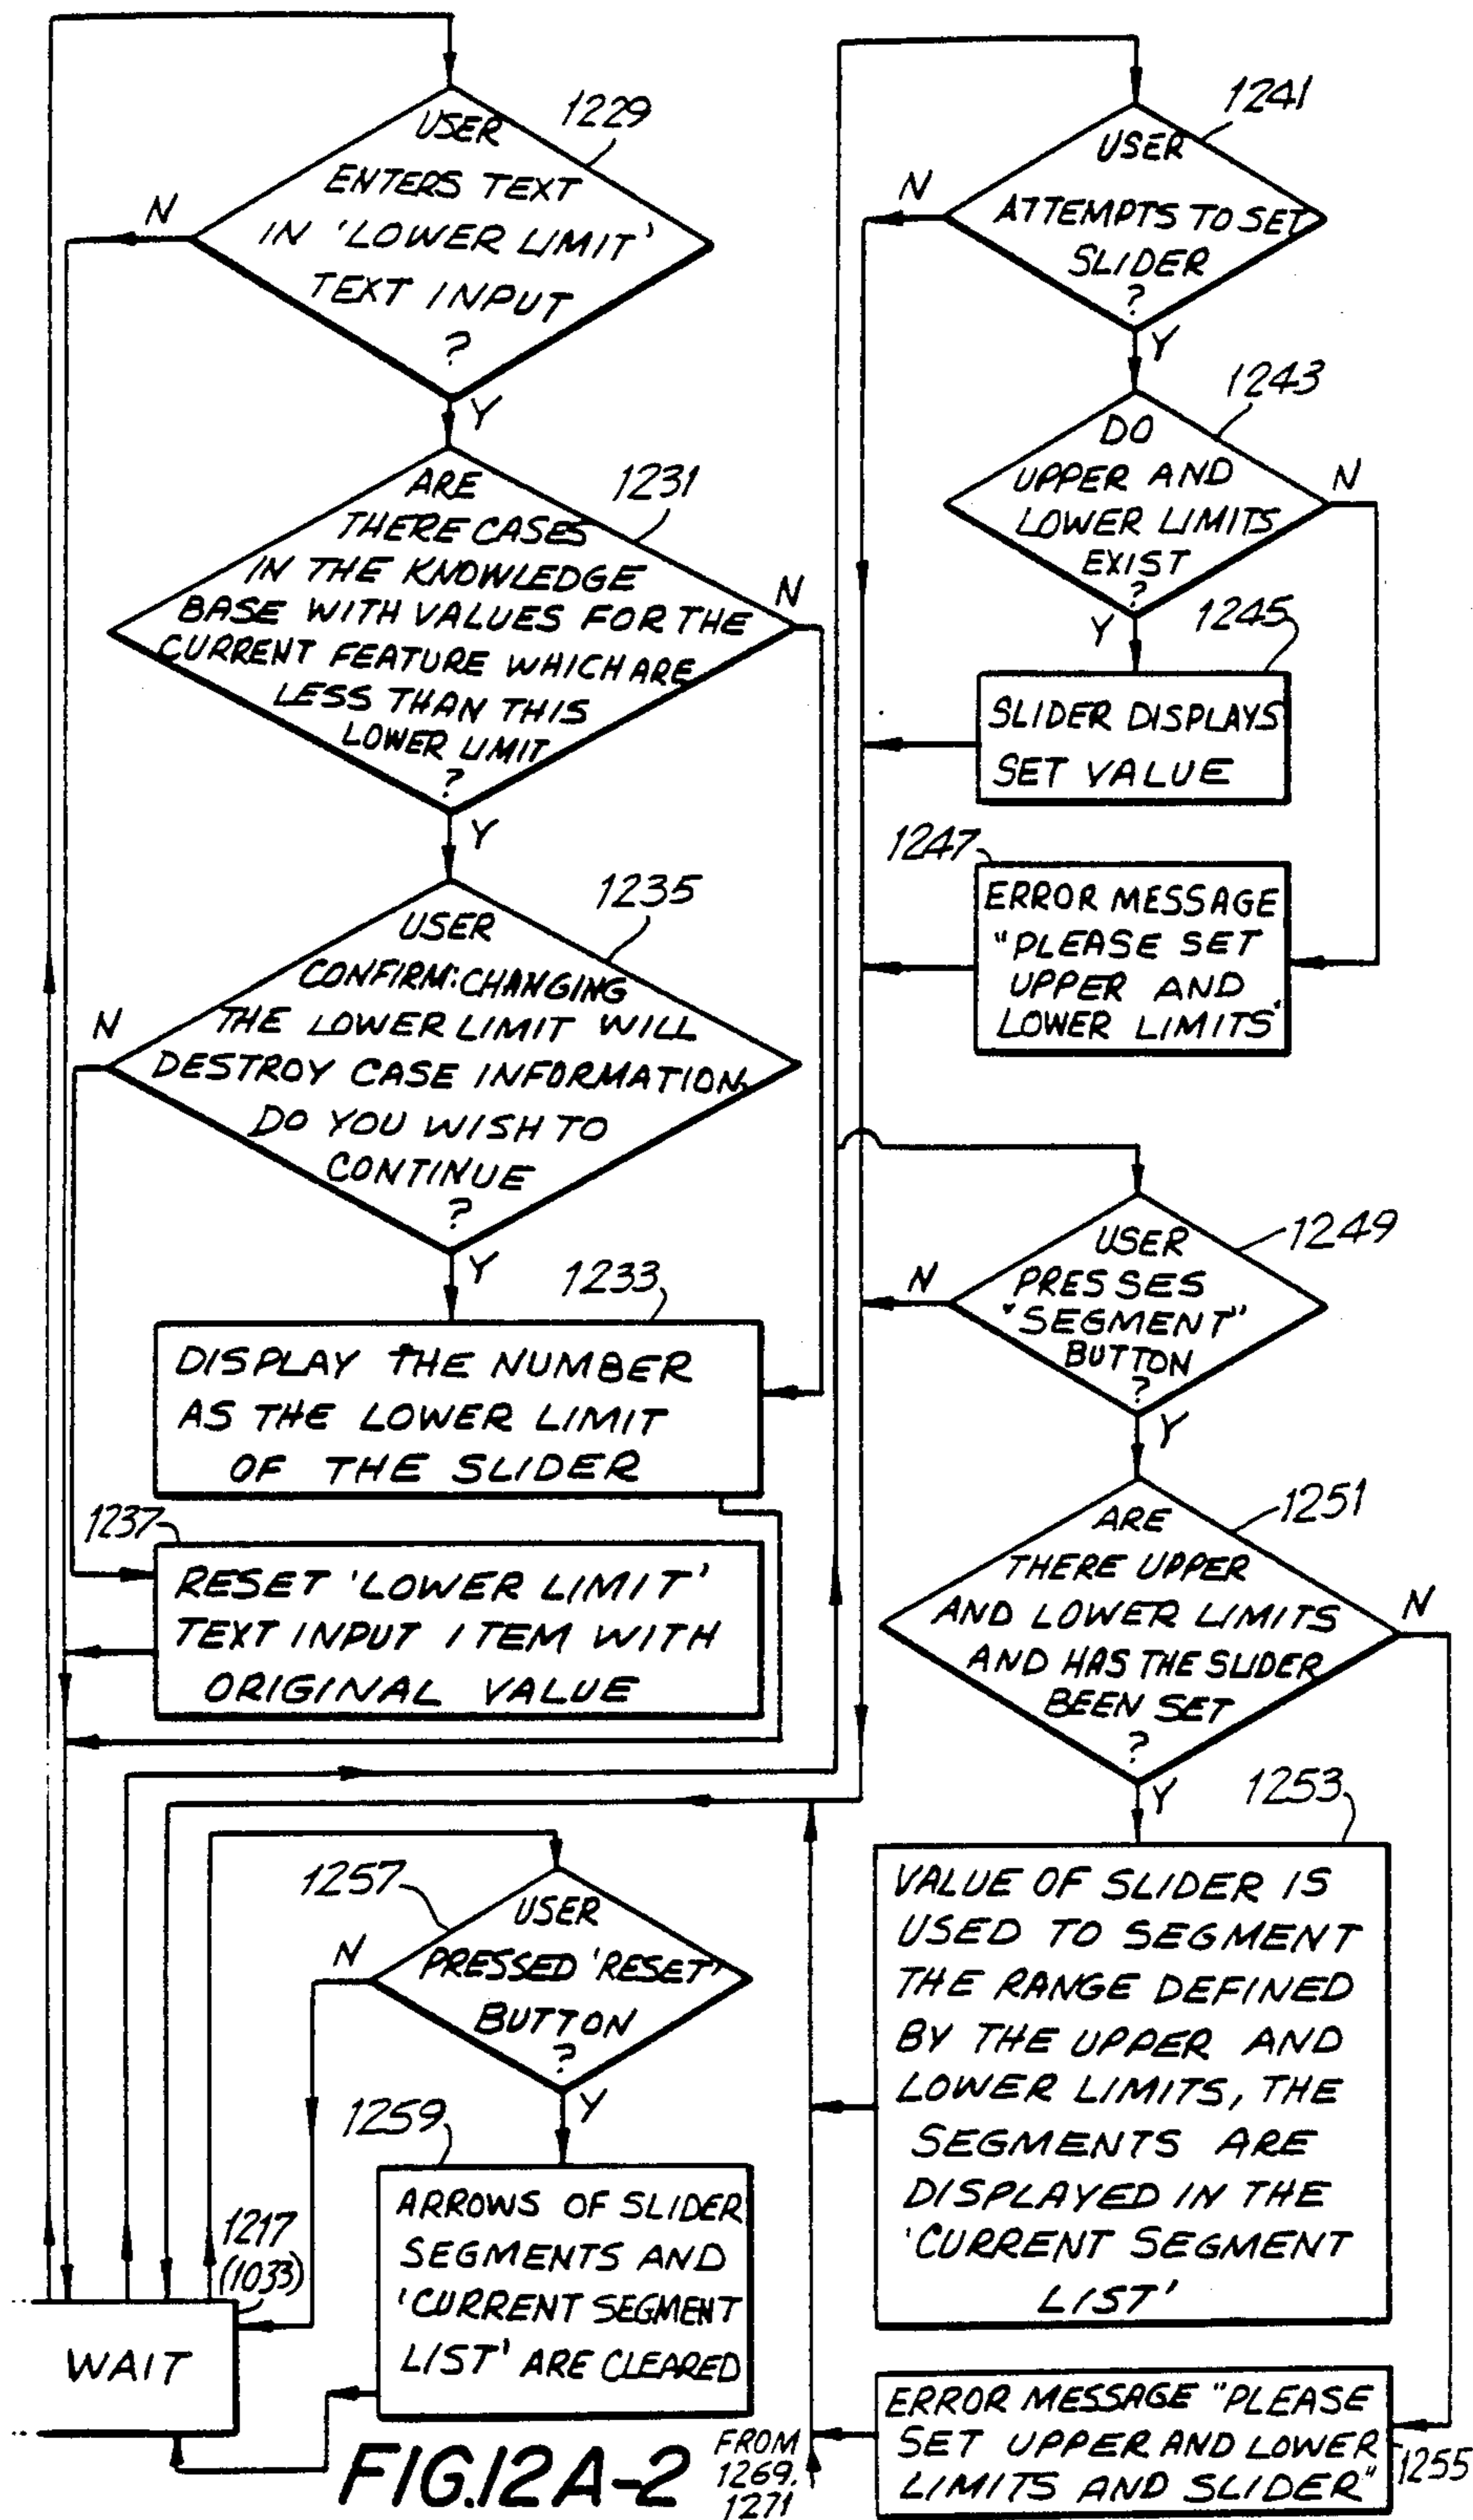 1229
USER
ENTERS TEXT
IN 'LOWER LIMIT'
TEXT INPUT
?
N
Y
1231
ARE
THERE CASES
IN THE KNOWLEDGE
BASE WITH VALUES FOR THE
CURRENT FEATURE WHICH ARE
LESS THAN THIS
LOWER LIMIT
?
N
Y
1235
USER
CONFIRM: CHANGING
THE LOWER LIMIT WILL
DESTROY CASE INFORMATION
DO YOU WISH TO
CONTINUE
?
N
Y
1233
DISPLAY THE NUMBER
AS THE LOWER LIMIT
OF THE SLIDER
1237
RESET 'LOWER LIMIT'
TEXT INPUT ITEM WITH
ORIGINAL VALUE
1241
USER
ATTEMPTS TO SET
SLIDER
?
N
Y
1243
DO
UPPER AND
LOWER LIMITS
EXIST
?
N
Y
1245
SLIDER DISPLAYS
SET VALUE
1247
ERROR MESSAGE
"PLEASE SET
UPPER AND
LOWER LIMITS'
1249
USER
PRESSES
"SEGMENT"
BUTTON
?
N
Y
1251
ARE
THERE UPPER
AND LOWER LIMITS
AND HAS THE SLIDER
BEEN SET
?
N
Y
1253
VALUE OF SLIDER IS
USED TO SEGMENT
THE RANGE DEFINED
BY THE UPPER AND
LOWER LIMITS, THE
SEGMENTS ARE
DISPLAYED IN THE
'CURRENT SEGMENT
LIST'
ERROR MESSAGE "PLEASE
SET UPPER AND LOWER
LIMITS AND SLIDER"
1255
1257
USER
PRESSED 'RESET'
BUTTON
?
N
Y
1259
ARROWS OF SLIDER
SEGMENTS AND
'CURRENT SEGMENT
LIST' ARE CLEARED
1217
(1033)
WAIT
FROM
1269,
1271
FIG.12A-2